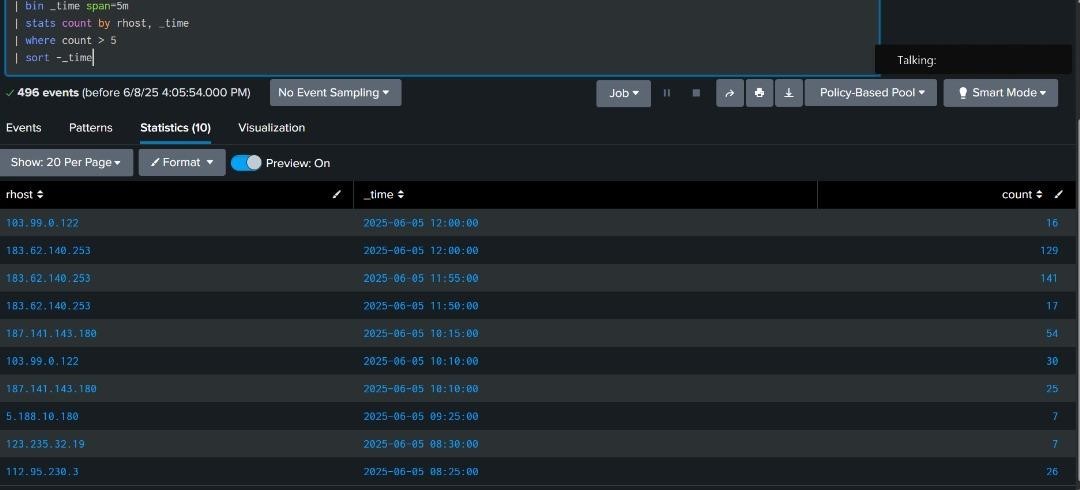 | bin _time span=5m
| stats count by rhost, _time
| where count > 5
| sort -_time
Talking:
496 events (before 6/8/25 4:05:54.000 PM) No Event Sampling Job Policy-Based Pool Smart Mode
Events Patterns Statistics (10) Visualization
Show: 20 Per Page Format Preview: On
rhost _time count
103.99.0.122 2025-06-05 12:00:00 16
183.62.140.253 2025-06-05 12:00:00 129
183.62.140.253 2025-06-05 11:55:00 141
183.62.140.253 2025-06-05 11:50:00 17
187.141.143.180 2025-06-05 10:15:00 54
103.99.0.122 2025-06-05 10:10:00 30
187.141.143.180 2025-06-05 10:10:00 25
5.188.10.180 2025-06-05 09:25:00 7
123.235.32.19 2025-06-05 08:30:00 7
112.95.230.3 2025-06-05 08:25:00 26